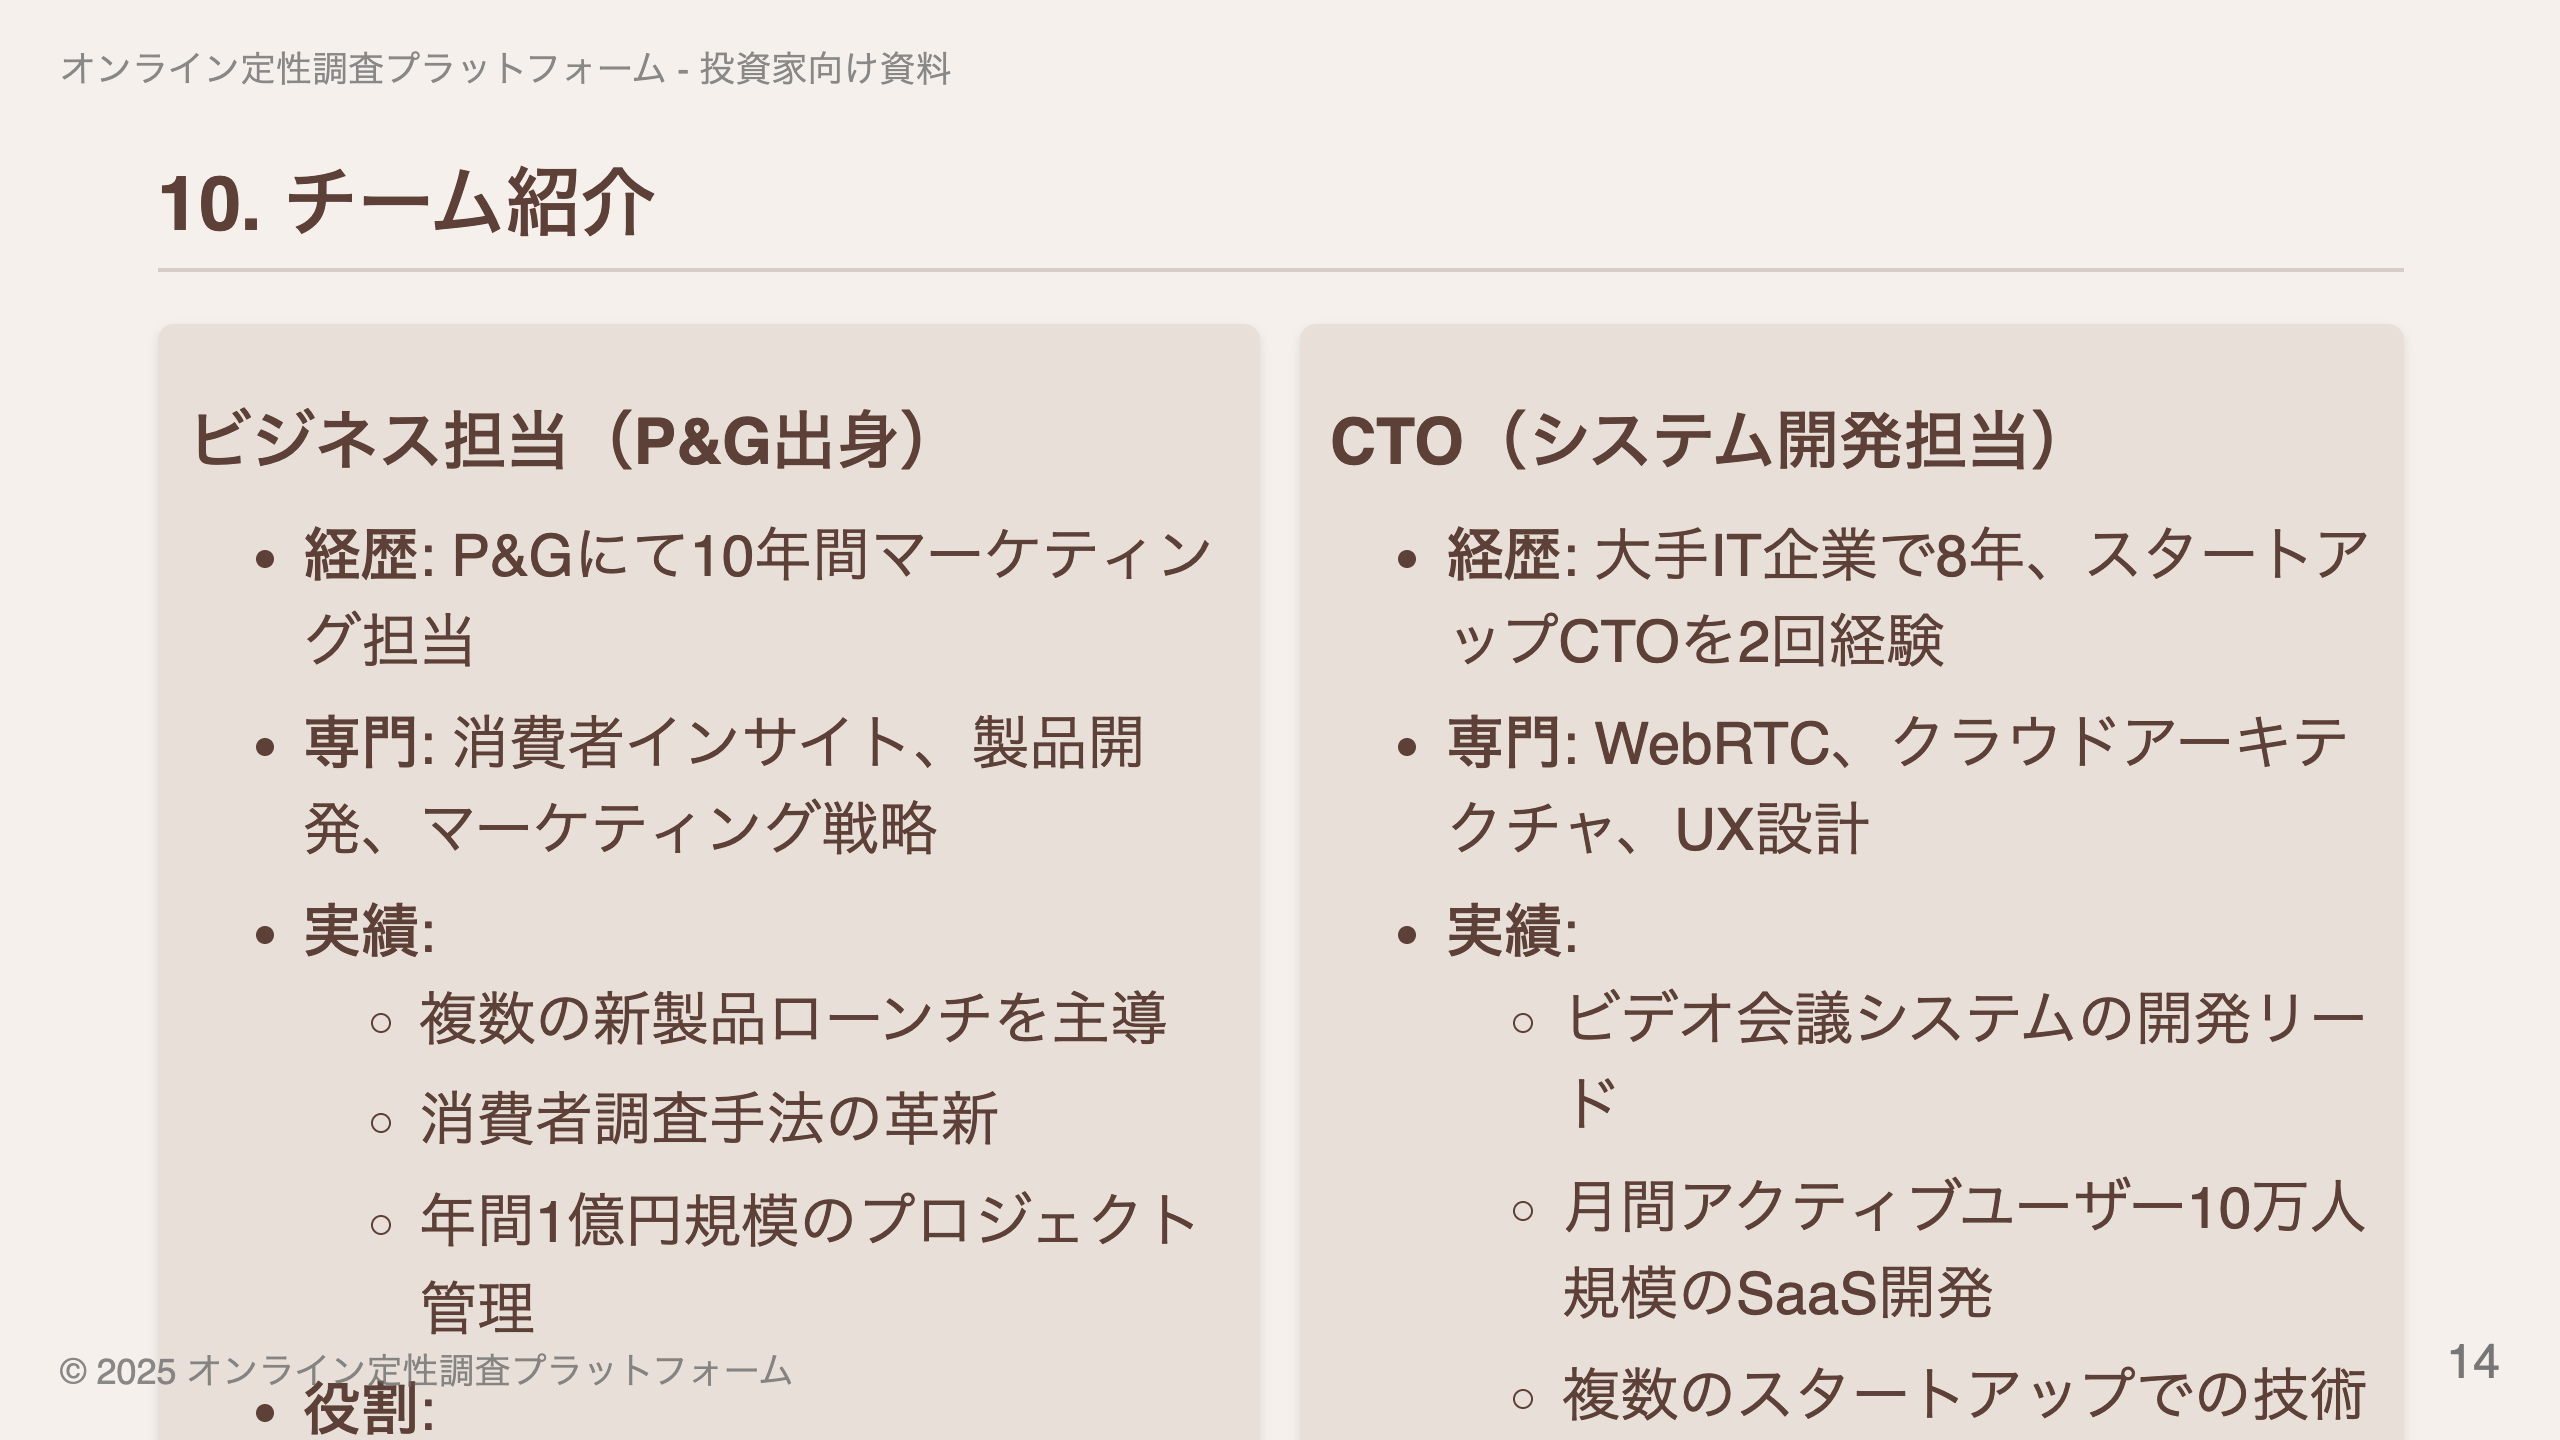 オンライン定性調査プラットフォーム - 投資家向け資料
10. チーム紹介
ビジネス担当（P&G出身）
• 経歴: P&Gにて10年間マーケティン
グ担当
• 専門: 消費者インサイト、製品開
発、マーケティング戦略
• 実績:
○ 複数の新製品ローンチを主導
○ 消費者調査手法の革新
○ 年間1億円規模のプロジェクト
管理
• 役割:
CTO（システム開発担当）
• 経歴: 大手IT企業で8年、スタートア
ップCTOを2回経験
• 専門: WebRTC、クラウドアーキテ
クチャ、UX設計
• 実績:
○ ビデオ会議システムの開発リー
ド
○ 月間アクティブユーザー10万人
規模のSaaS開発
○ 複数のスタートアップでの技術
© 2025 オンライン定性調査プラットフォーム
14